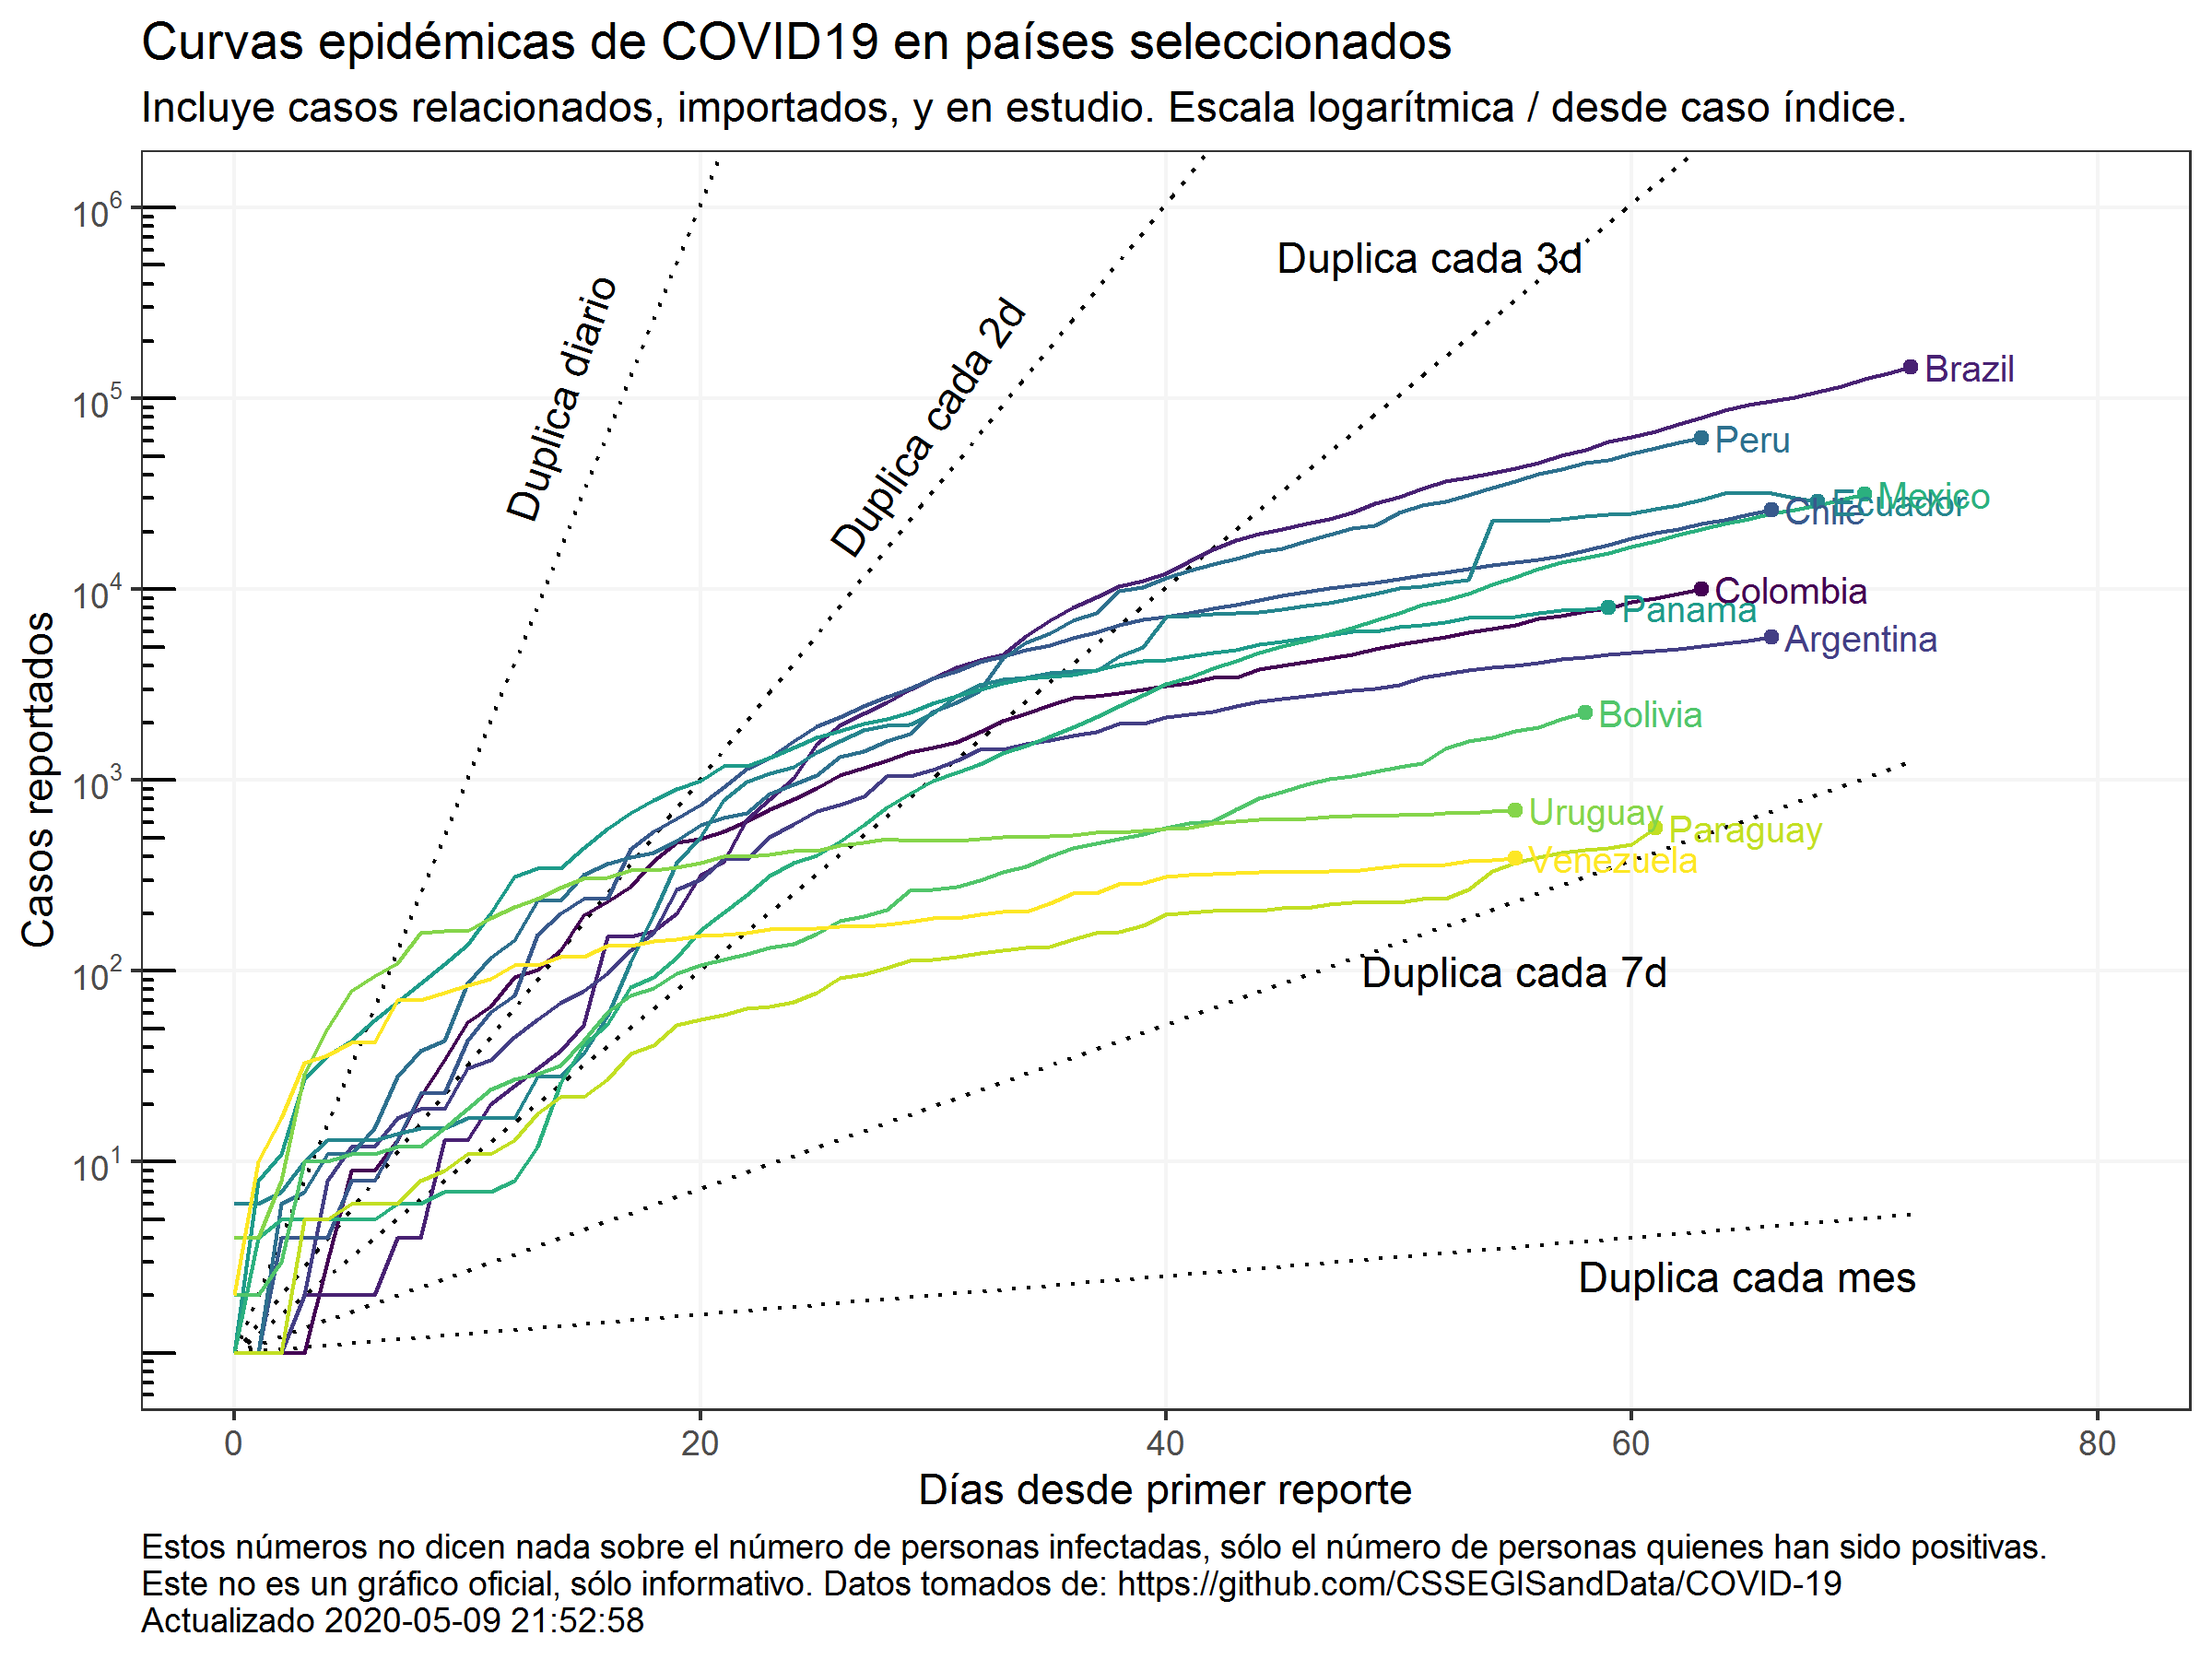 Curvas epidémicas de COVID19 en países seleccionados
Incluye casos relacionados, importados, y en estudio. Escala logarítmica / desde caso índice.
Casos reportados
10^6
10^5
10^4
10^3
10^2
10^1
Duplica diario
Duplica cada 2d
Duplica cada 3d
Brazil
Peru
Mexico
Ecuador
Chile
Colombia
Panama
Argentina
Bolivia
Uruguay
Paraguay
Venezuela
Duplica cada 7d
Duplica cada mes
0 20 40 60 80
Días desde primer reporte
Estos números no dicen nada sobre el número de personas infectadas, sólo el número de personas quienes han sido positivas.
Este no es un gráfico oficial, sólo informativo. Datos tomados de: https://github.com/CSSEGISandData/COVID-19
Actualizado 2020-05-09 21:52:58